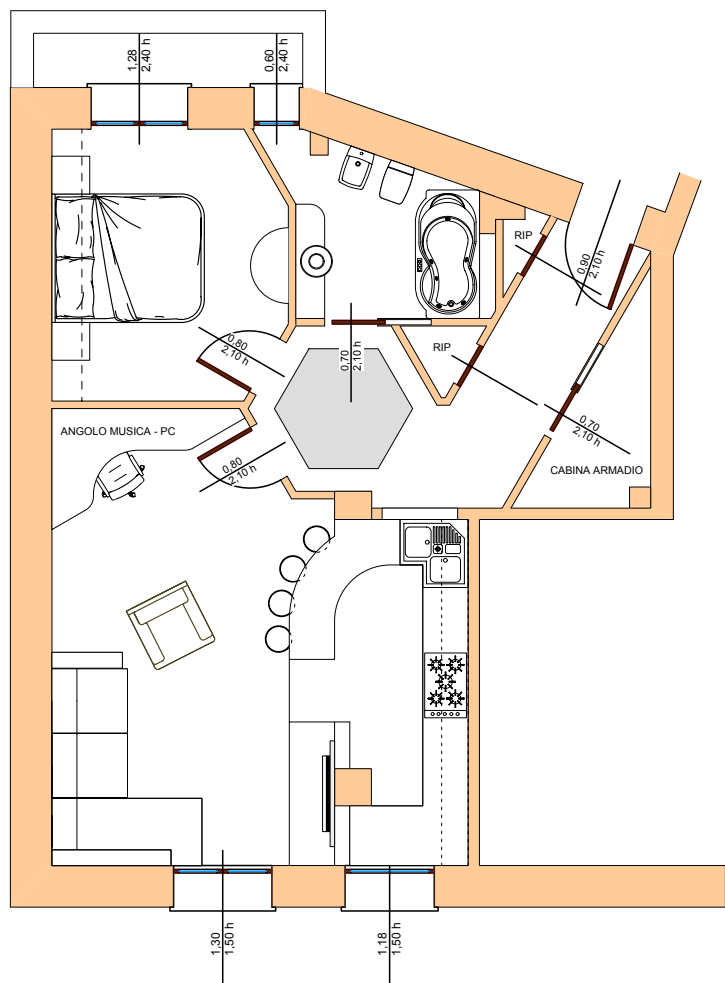 1,28
2,40 h
0,60
2,40 h
RIP
0,90
2,10 h
0,80
2,10 h
0,70
2,10 h
RIP
0,70
2,10 h
ANGOLO MUSICA - PC
0,80
2,10 h
CABINA ARMADIO
1,30
1,50 h
1,18
1,50 h